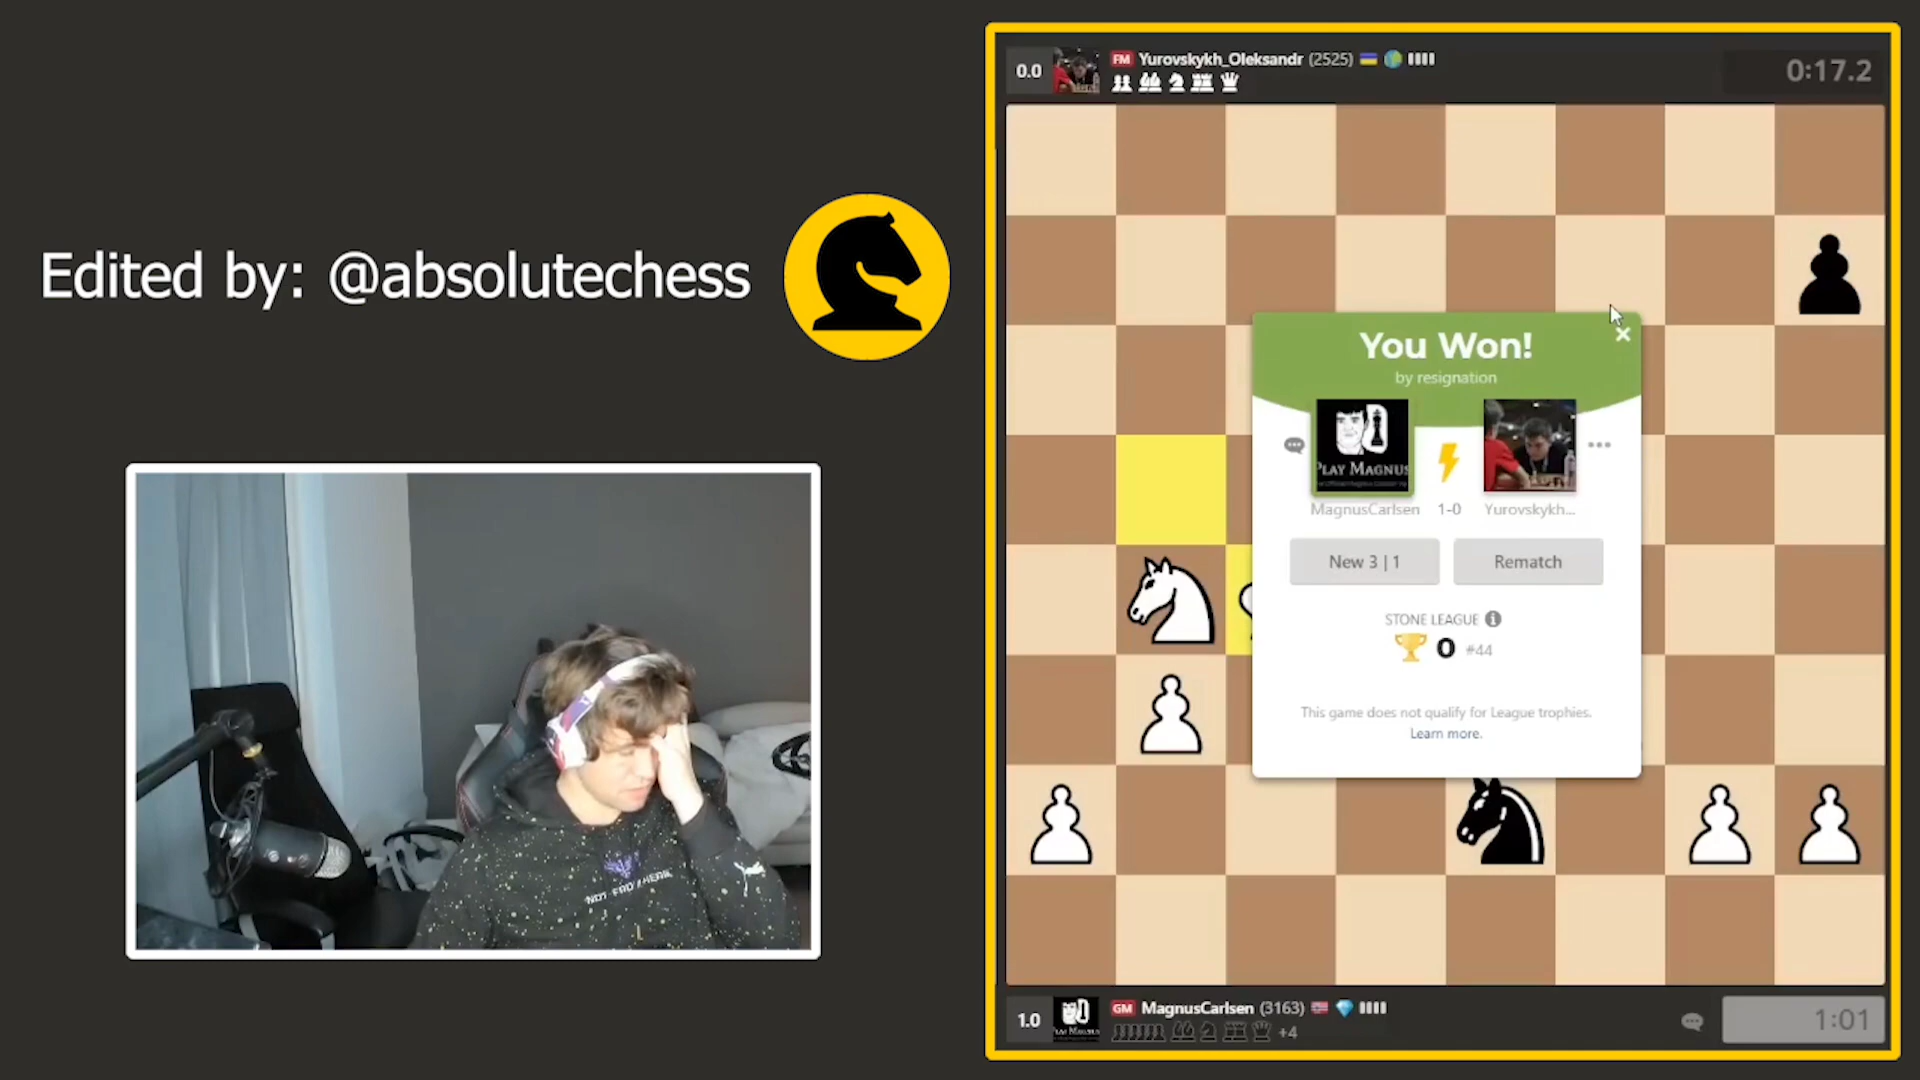 Edited by: @absolutechess
0.0
FM Yurovskykh_Oleksandr (2525)
0:17.2
You Won!
by resignation
PLAY MAGNUS
MagnusCarlsen
1-0
Yurovskykh...
New 3 | 1
Rematch
STONE LEAGUE
0 #44
This game does not qualify for League trophies.
Learn more.
1.0
GM MagnusCarlsen (3163)
+4
1:01